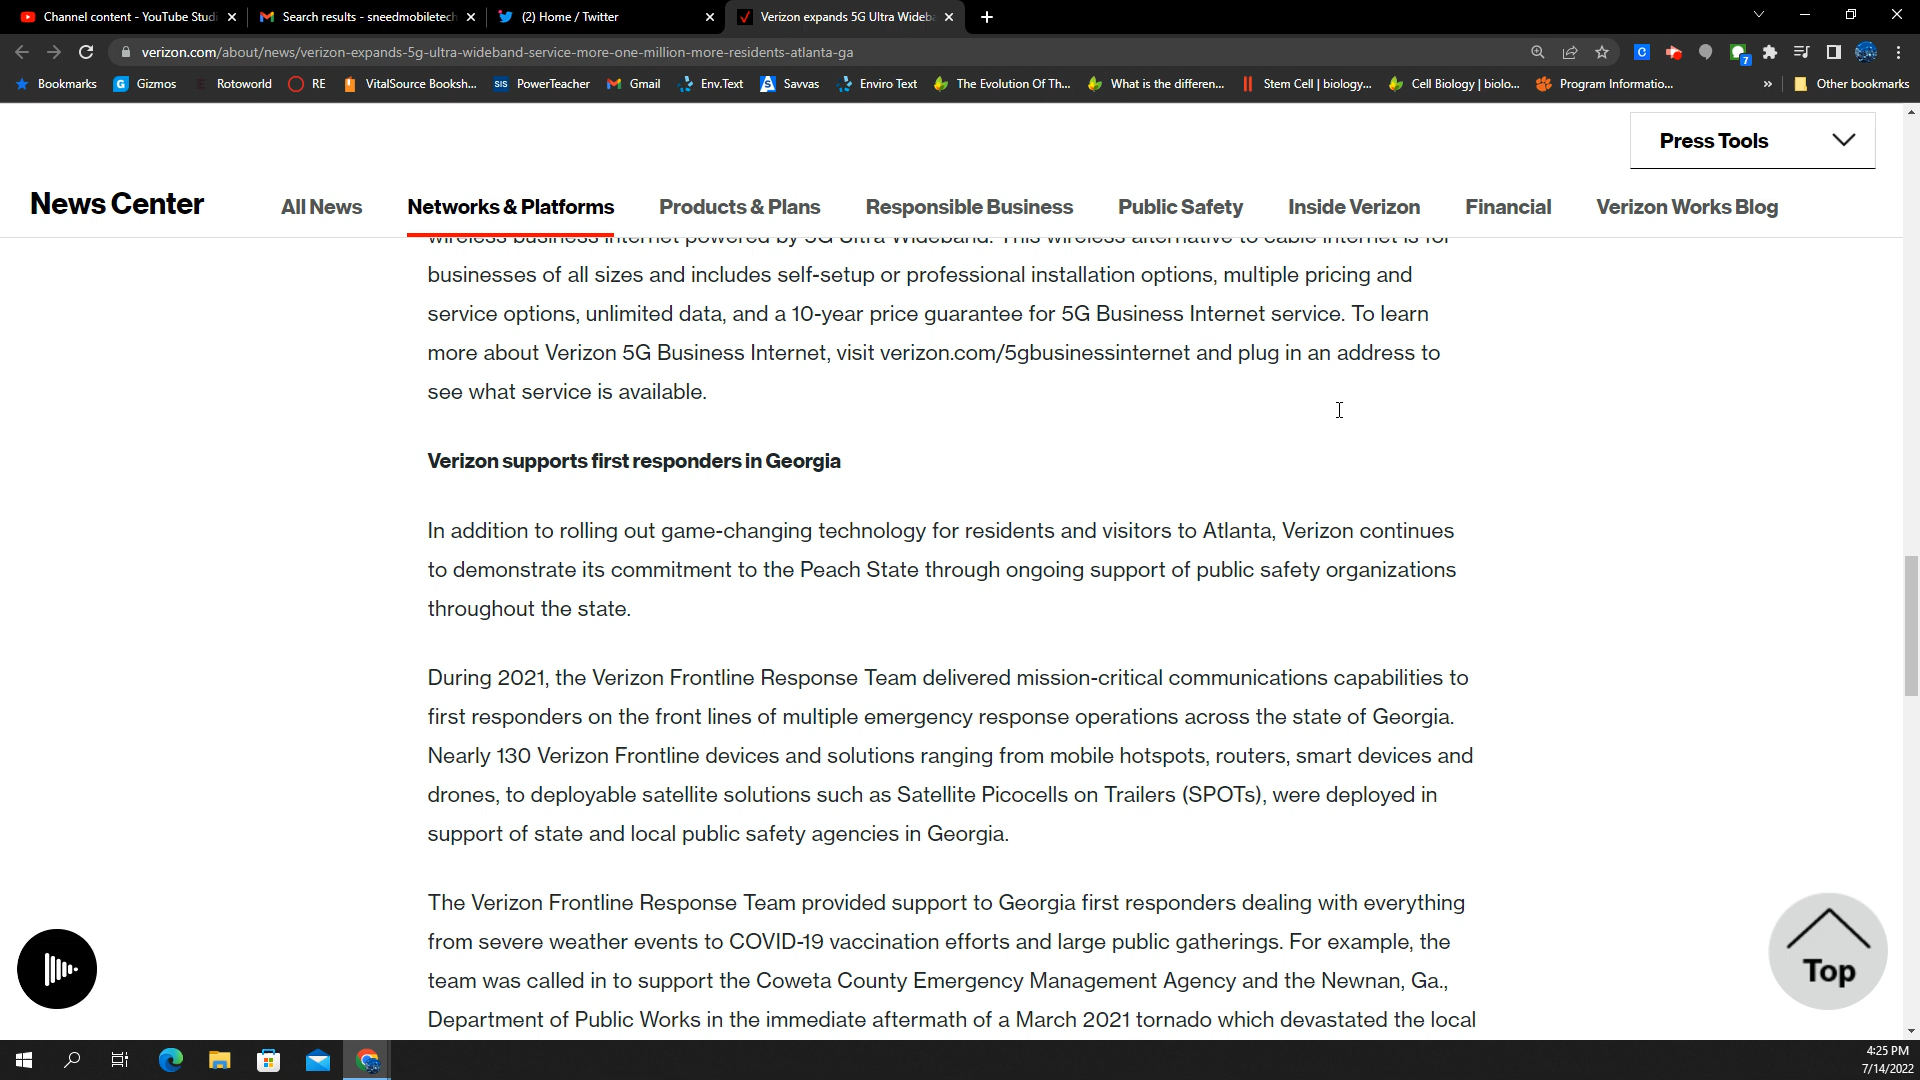 Channel content - YouTube Studi
Search results - sneedmobiletech
(2) Home / Twitter
Verizon expands 5G Ultra Wideba
verizon.com/about/news/verizon-expands-5g-ultra-wideband-service-more-one-million-more-residents-atlanta-ga
7
Bookmarks
Gizmos
Rotoworld
RE
VitalSource Booksh...
SIS PowerTeacher
Gmail
Env.Text
Savvas
Enviro Text
The Evolution Of Th...
What is the differen...
Stem Cell | biology...
Cell Biology | biolo...
Program Informatio...
»
Other bookmarks
Press Tools
News Center
All News
Networks & Platforms
Products & Plans
Responsible Business
Public Safety
Inside Verizon
Financial
Verizon Works Blog
wireless business internet powered by 5G Ultra Wideband. This wireless alternative to cable internet is for
businesses of all sizes and includes self-setup or professional installation options, multiple pricing and
service options, unlimited data, and a 10-year price guarantee for 5G Business Internet service. To learn
more about Verizon 5G Business Internet, visit verizon.com/5gbusinessinternet and plug in an address to
see what service is available.
Verizon supports first responders in Georgia
In addition to rolling out game-changing technology for residents and visitors to Atlanta, Verizon continues
to demonstrate its commitment to the Peach State through ongoing support of public safety organizations
throughout the state.
During 2021, the Verizon Frontline Response Team delivered mission-critical communications capabilities to
first responders on the front lines of multiple emergency response operations across the state of Georgia.
Nearly 130 Verizon Frontline devices and solutions ranging from mobile hotspots, routers, smart devices and
drones, to deployable satellite solutions such as Satellite Picocells on Trailers (SPOTs), were deployed in
support of state and local public safety agencies in Georgia.
The Verizon Frontline Response Team provided support to Georgia first responders dealing with everything
from severe weather events to COVID-19 vaccination efforts and large public gatherings. For example, the
team was called in to support the Coweta County Emergency Management Agency and the Newnan, Ga.,
Department of Public Works in the immediate aftermath of a March 2021 tornado which devastated the local
Top
4:25 PM
7/14/2022